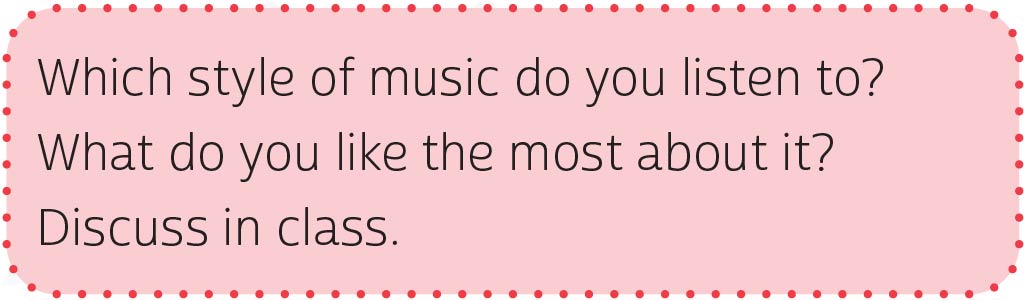 Which style of music do you listen to?
What do you like the most about it?
Discuss in class.